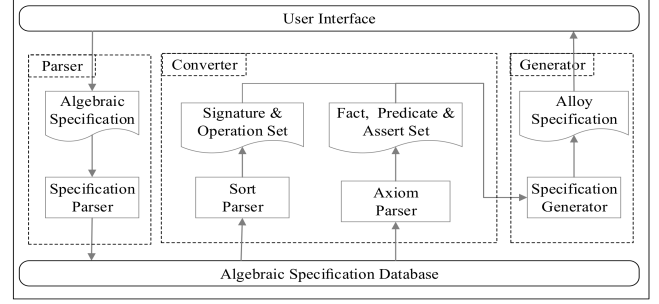 User Interface
Parser
Converter
Generator
Algebraic
Specification
Signature &
Operation Set
Fact, Predicate &
Assert Set
Alloy
Specification
Specification
Parser
Sort
Parser
Axiom
Parser
Specification
Generator
Algebraic Specification Database